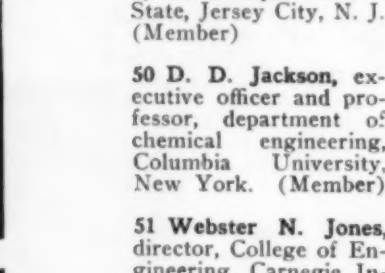 State, Jersey City, N. J.
(Member)
50 D. D. Jackson, ex-
ecutive officer and pro-
fessor, department of
chemical engineering,
Columbia University,
New York. (Member)
51 Webster N. Jones,
director, College of En-
gineering, Carnegie In-